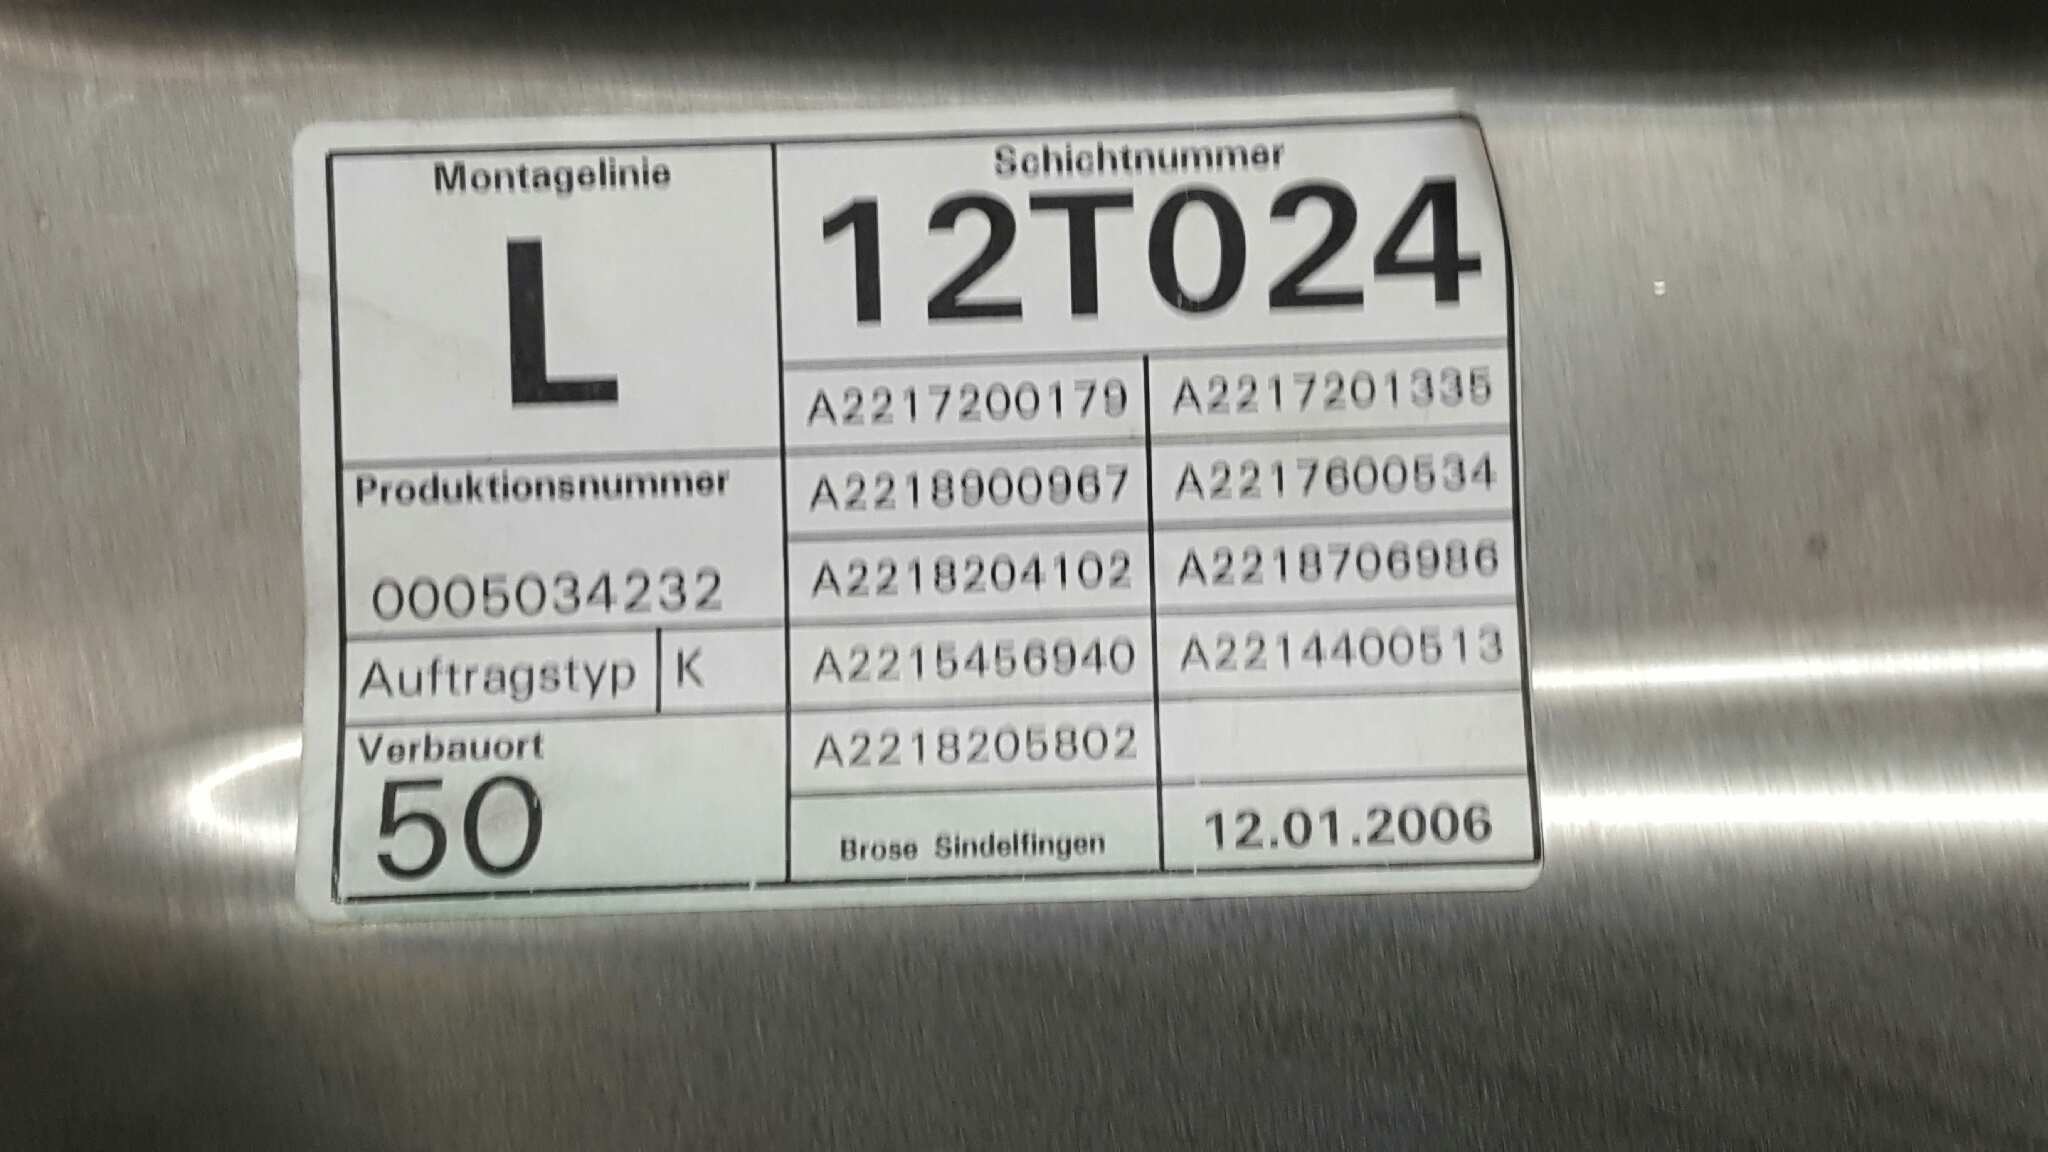 Montagelinie
L
Schichtnummer
12T024
A2217200179 A2217201335
A2218900967 A2217600534
A2218204102 A2218706986
A2215456940 A2214400513
A2218205802
Produktionsnummer
0005034232
Auftragstyp K
Verbauort
50
Brose Sindelfingen
12.01.2006